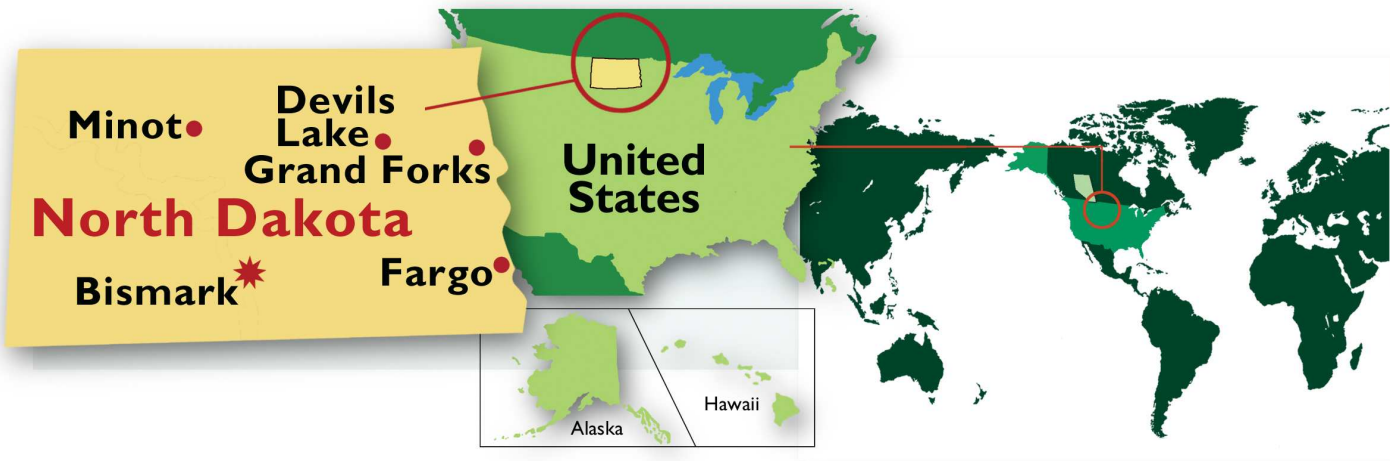 Minot
Devils
Lake
Grand Forks
North Dakota
Bismark
Fargo
United
States
Alaska
Hawaii